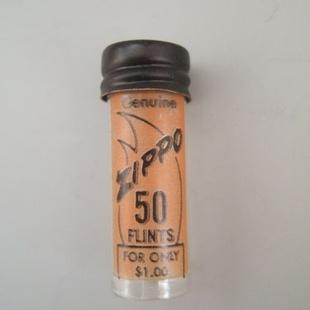 Genuine
ZIPPO
50
FLINTS
FOR ONLY
$1.00